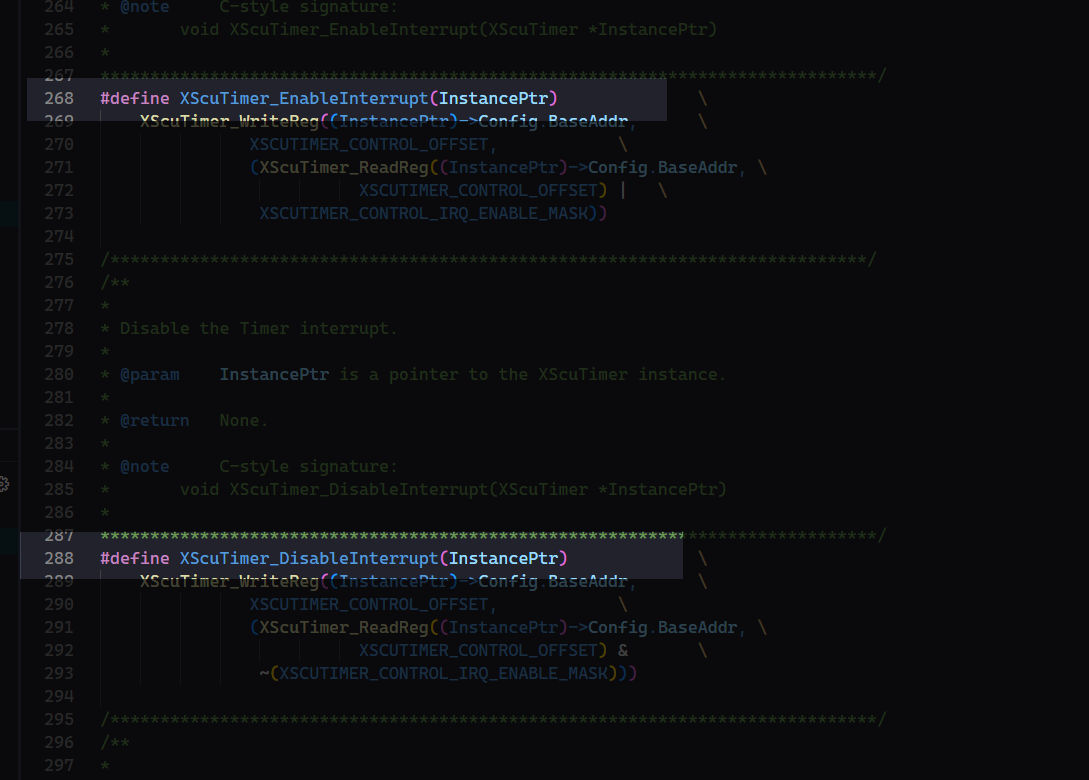 264 * @note C-style signature:
265 * void XScuTimer_EnableInterrupt(XScuTimer *InstancePtr)
266 *
267 ******************************************************************************/
268 #define XScuTimer_EnableInterrupt(InstancePtr) \
269 XScuTimer_WriteReg((InstancePtr)->Config.BaseAddr, \
270 XSCUTIMER_CONTROL_OFFSET, \
271 (XScuTimer_ReadReg((InstancePtr)->Config.BaseAddr, \
272 XSCUTIMER_CONTROL_OFFSET) | \
273 XSCUTIMER_CONTROL_IRQ_ENABLE_MASK))
274
275 /****************************************************************************/
276 /**
277 *
278 * Disable the Timer interrupt.
279 *
280 * @param InstancePtr is a pointer to the XScuTimer instance.
281 *
282 * @return None.
283 *
284 * @note C-style signature:
285 * void XScuTimer_DisableInterrupt(XScuTimer *InstancePtr)
286 *
287 ******************************************************************************/
288 #define XScuTimer_DisableInterrupt(InstancePtr) \
289 XScuTimer_WriteReg((InstancePtr)->Config.BaseAddr, \
290 XSCUTIMER_CONTROL_OFFSET, \
291 (XScuTimer_ReadReg((InstancePtr)->Config.BaseAddr, \
292 XSCUTIMER_CONTROL_OFFSET) & \
293 ~(XSCUTIMER_CONTROL_IRQ_ENABLE_MASK)))
294
295 /*****************************************************************************/
296 /**
297 *